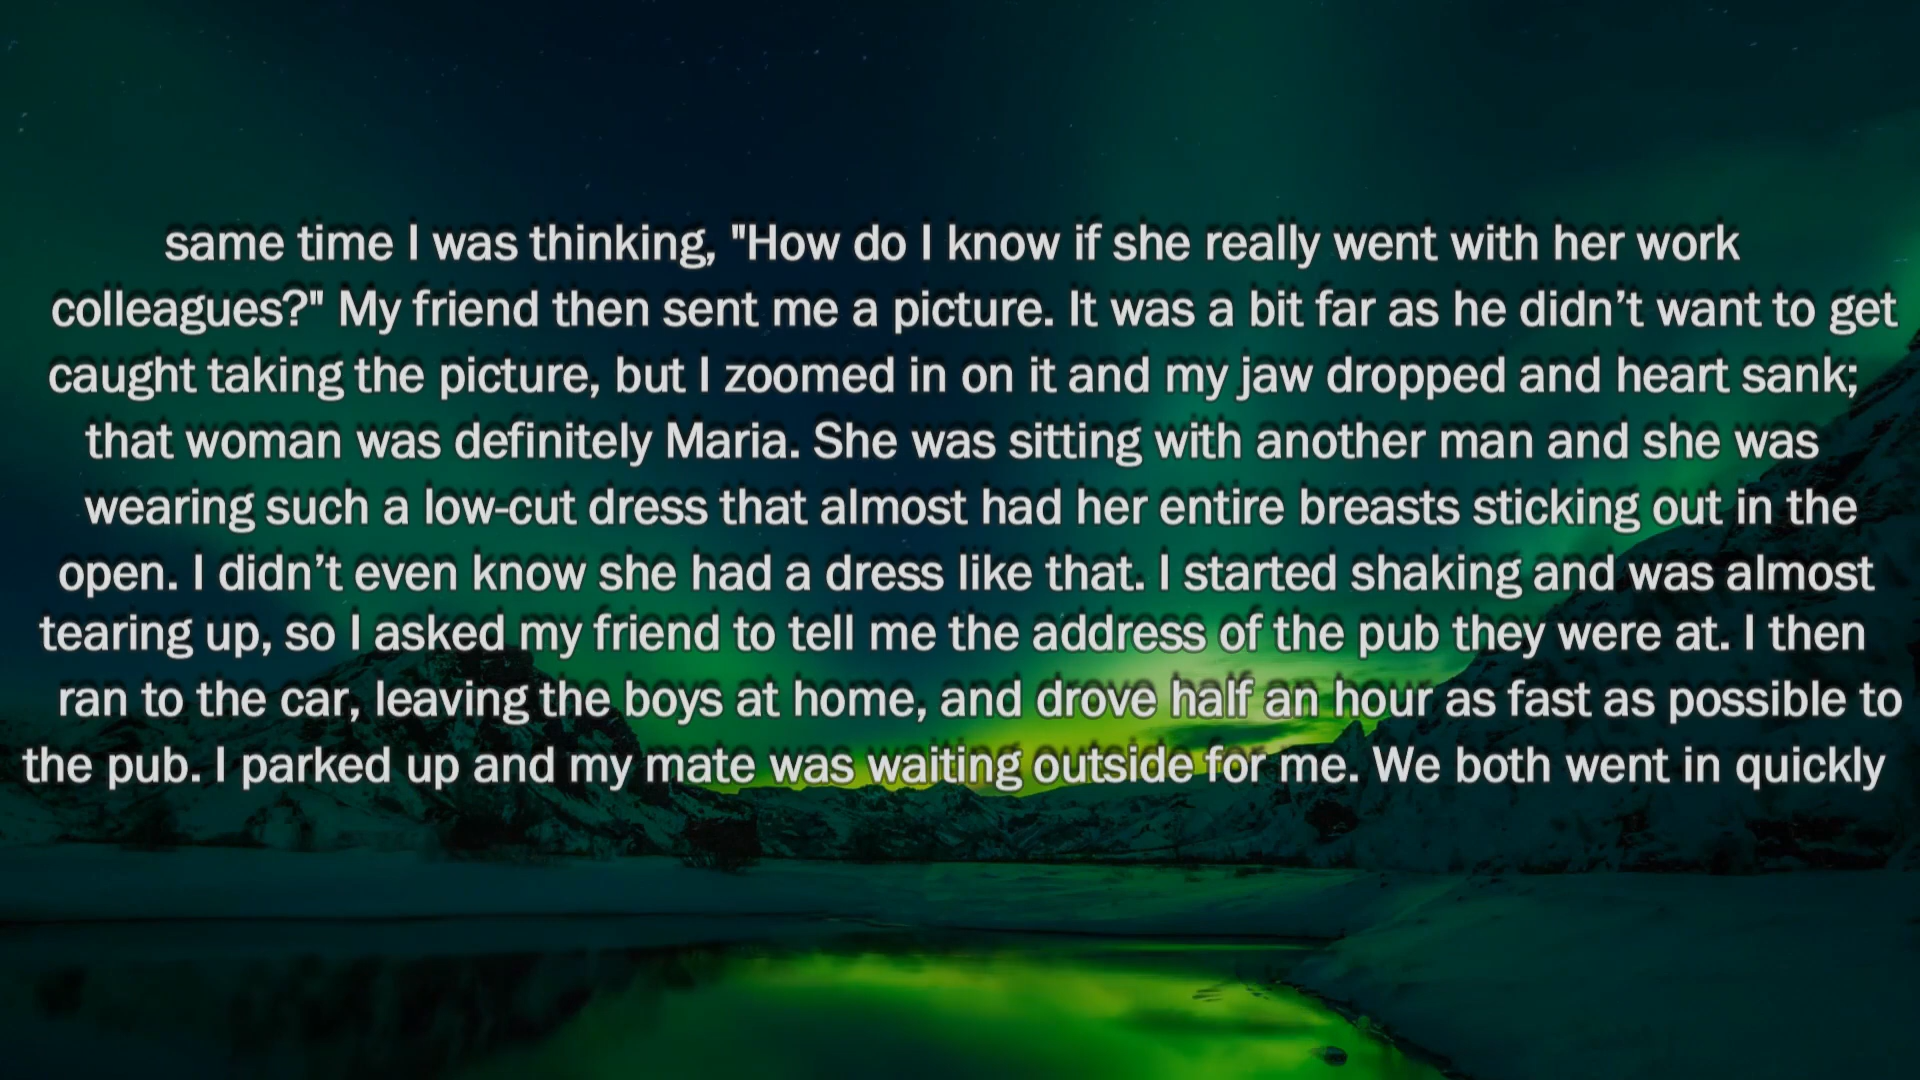 same time I was thinking, "How do I know if she really went with her work
colleagues?" My friend then sent me a picture. It was a bit far as he didn’t want to get
caught taking the picture, but I zoomed in on it and my jaw dropped and heart sank;
that woman was definitely Maria. She was sitting with another man and she was
wearing such a low-cut dress that almost had her entire breasts sticking out in the
open. I didn’t even know she had a dress like that. I started shaking and was almost
tearing up, so I asked my friend to tell me the address of the pub they were at. I then
ran to the car, leaving the boys at home, and drove half an hour as fast as possible to
the pub. I parked up and my mate was waiting outside for me. We both went in quickly